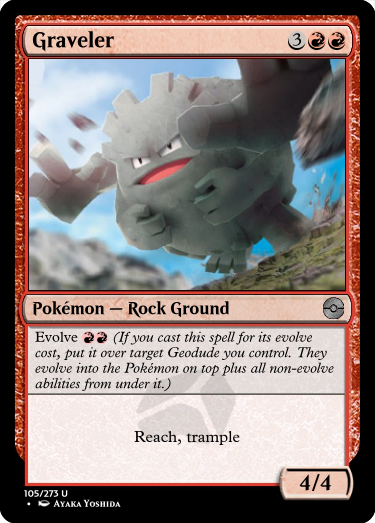 Graveler 3
Pokémon — Rock Ground
Evolve (If you cast this spell for its evolve
cost, put it over target Geodude you control. They
evolve into the Pokémon on top plus all non-evolve
abilities from under it.)
Reach, trample
4/4
105/273 U
• Ayaka Yoshida